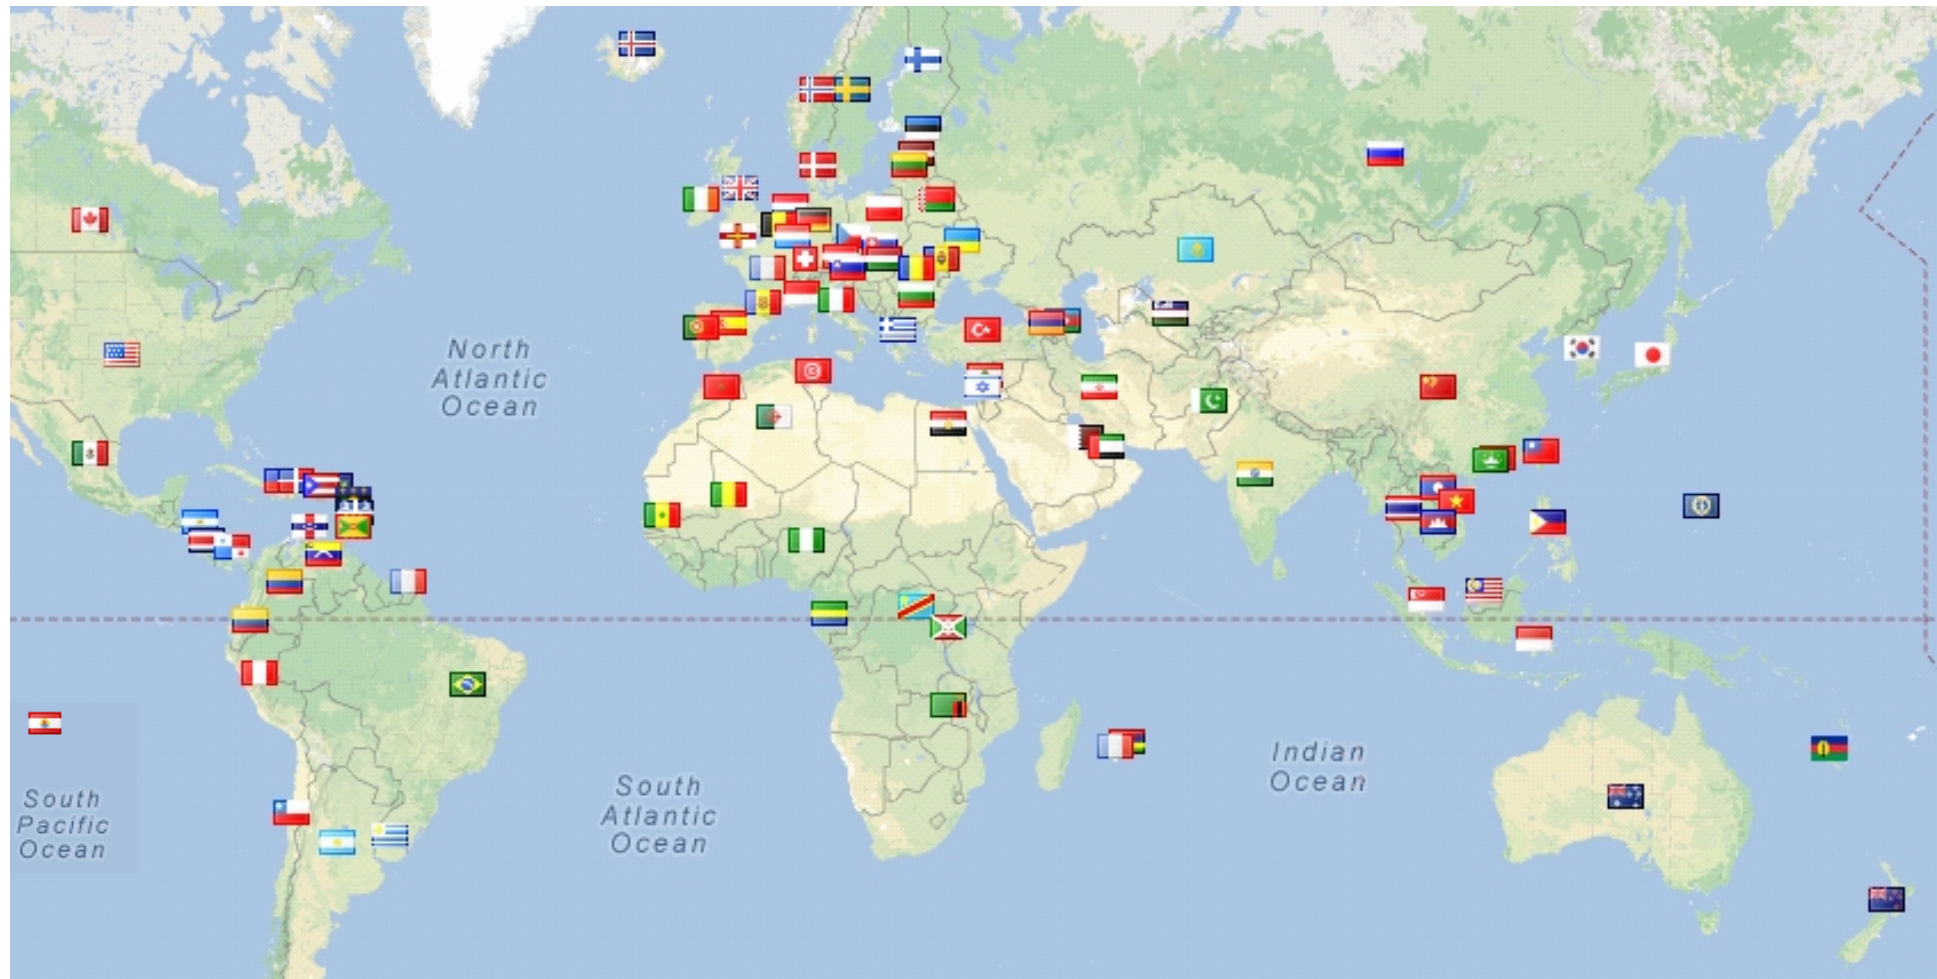 North
Atlantic
Ocean
South
Pacific
Ocean
South
Atlantic
Ocean
Indian
Ocean